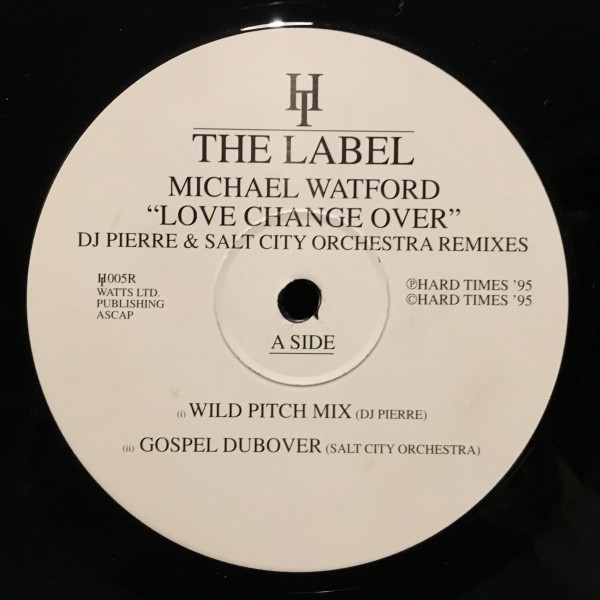 HT
THE LABEL
MICHAEL WATFORD
“LOVE CHANGE OVER”
DJ PIERRE & SALT CITY ORCHESTRA REMIXES
HT005R
WATTS LTD.
PUBLISHING
ASCAP
℗HARD TIMES ’95
©HARD TIMES ’95
A SIDE
(i) WILD PITCH MIX (DJ PIERRE)
(ii) GOSPEL DUBOVER (SALT CITY ORCHESTRA)